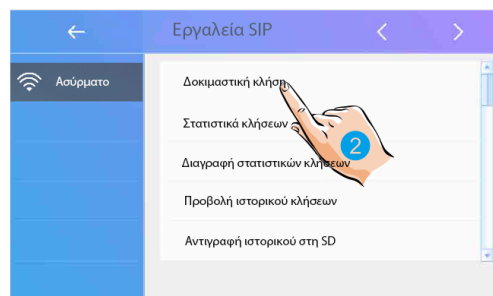 Εργαλεία SIP
Ασύρματο
Δοκιμαστική κλήση
Στατιστικά κλήσεων
2
Διαγραφή στατιστικών κλήσεων
Προβολή ιστορικού κλήσεων
Αντιγραφή ιστορικού στη SD